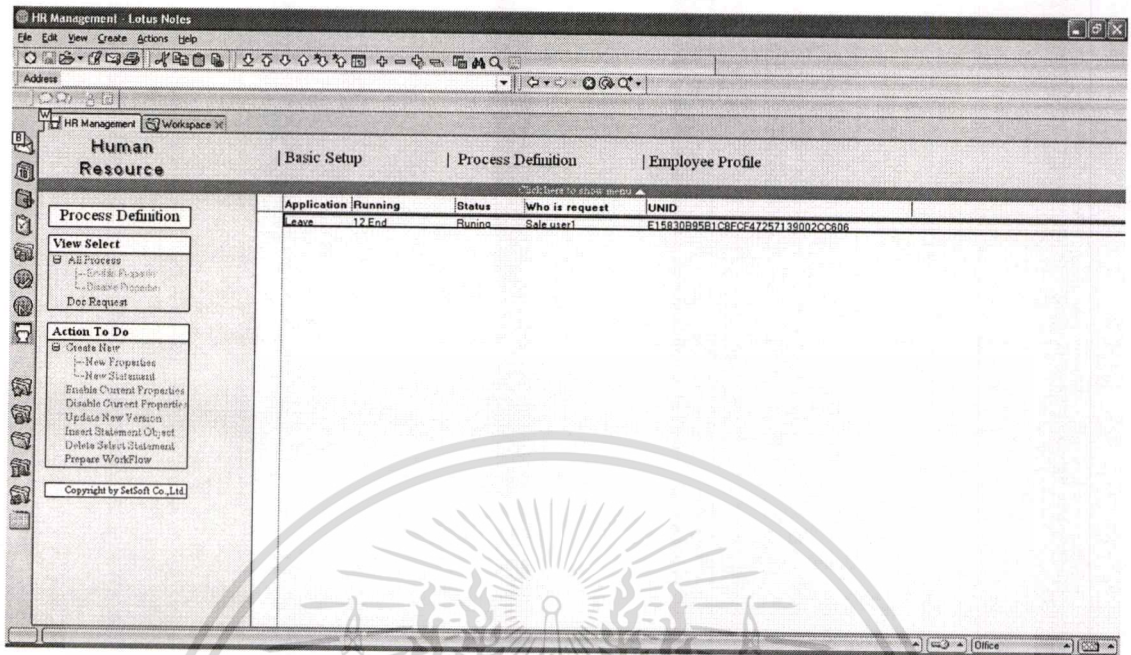 HR Management - Lotus Notes
File Edit View Create Actions Help
Address
HR Management Workspace
Human Resource
| Basic Setup | Process Definition | Employee Profile
Click here to show menu
Process Definition
View Select
All Process
Enable Properties
Disable Properties
Doc Request
Action To Do
Create New
New Properties
New Statement
Enable Current Properties
Disable Current Properties
Update New Version
Insert Statement Object
Delete Select Statement
Prepare WorkFlow
Copyright by SetSoft Co.,Ltd.
Application Running Status Who is request UNID
Leave 12 End Runing Sale user1 E15830B95B1C8FCF47257139002CC606
Office